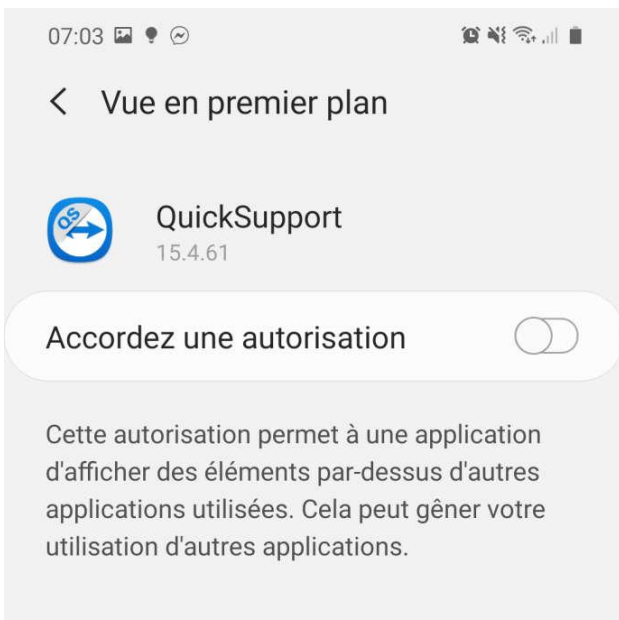 07:03
Vue en premier plan
QS
QuickSupport
15.4.61
Accordez une autorisation
Cette autorisation permet à une application
d'afficher des éléments par-dessus d'autres
applications utilisées. Cela peut gêner votre
utilisation d'autres applications.